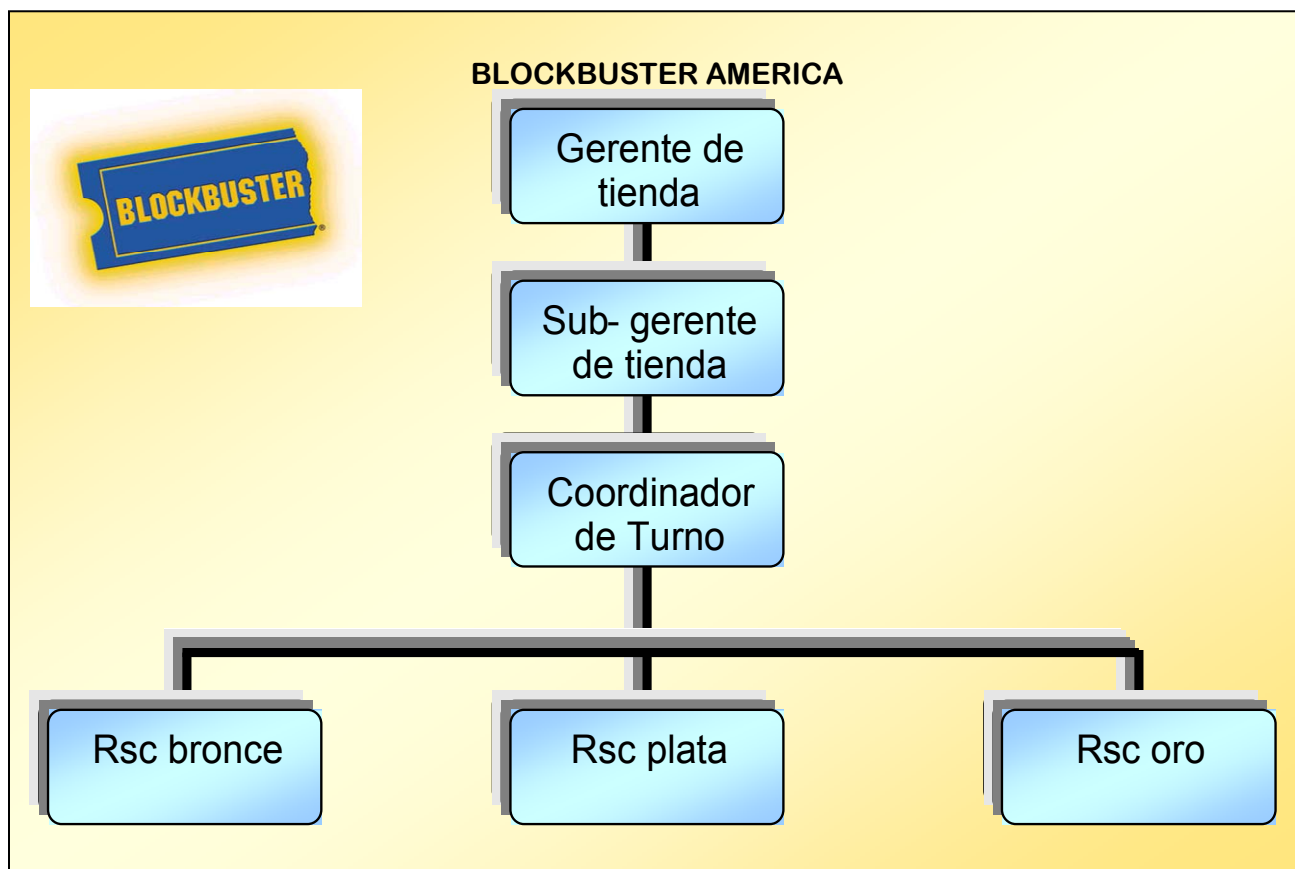 BLOCKBUSTER AMERICA
BLOCKBUSTER®
Gerente de
tienda
Sub- gerente
de tienda
Coordinador
de Turno
Rsc bronce
Rsc plata
Rsc oro